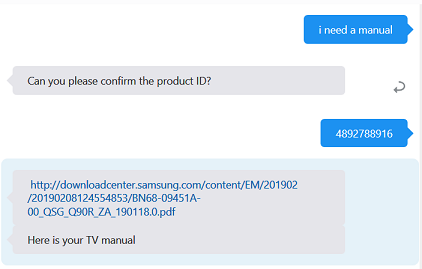 i need a manual
Can you please confirm the product ID?
4892788916
http://downloadcenter.samsung.com/content/EM/201902
/20190208124554853/BN68-09451A-
00_QSG_Q90R_ZA_190118.0.pdf
Here is your TV manual